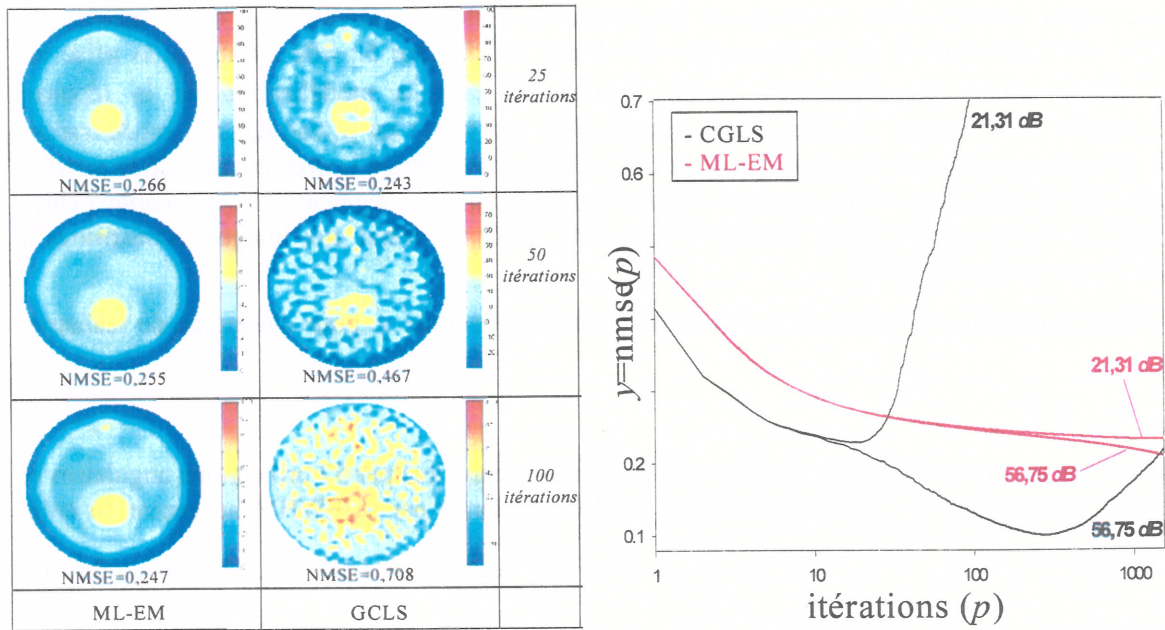 25
itérations
NMSE=0,266
NMSE=0,243
50
itérations
NMSE=0,255
NMSE=0,467
100
itérations
NMSE=0,247
NMSE=0,708
ML-EM
GCLS
- CGLS
- ML-EM
21,31 dB
21,31 dB
56,75 dB
56,75 dB
0.7
0.6
0.2
0.1
y=nmse(p)
1
10
100
1000
itérations (p)